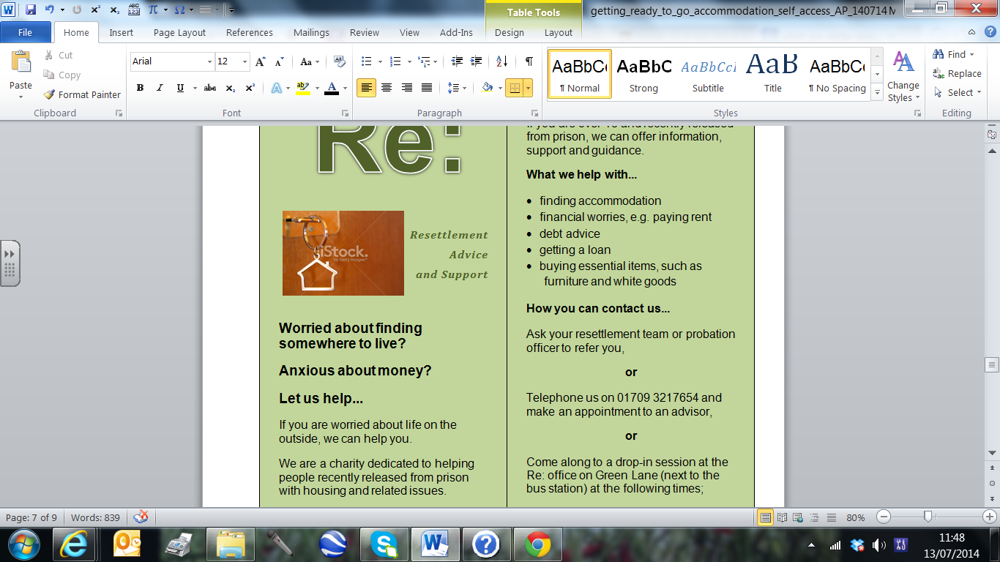 Table Tools
getting_ready_to_go_accommodation_self_access_AP_140714 M
File Home Insert Page Layout References Mailings Review View Add-Ins Design Layout
Paste
Cut
Copy
Format Painter
Clipboard
Arial 12
Font
Paragraph
AaBbCc AaBbC AaBbCcI AaB AaBbCc
¶ Normal Strong Subtitle Title ¶ No Spacing
Change
Styles
Styles
Find
Replace
Select
Editing
Re:
Resettlement
Advice
and Support
iStock.
by Getty Images
Worried about finding
somewhere to live?
Anxious about money?
Let us help...
If you are worried about life on the
outside, we can help you.
We are a charity dedicated to helping
people recently released from prison
with housing and related issues.
from prison, we can offer information,
support and guidance.
What we help with...
• finding accommodation
• financial worries, e.g. paying rent
• debt advice
• getting a loan
• buying essential items, such as
furniture and white goods
How you can contact us...
Ask your resettlement team or probation
officer to refer you,
or
Telephone us on 01709 3217654 and
make an appointment to an advisor,
or
Come along to a drop-in session at the
Re: office on Green Lane (next to the
bus station) at the following times;
Page: 7 of 9 Words: 839
80%
11:48
13/07/2014